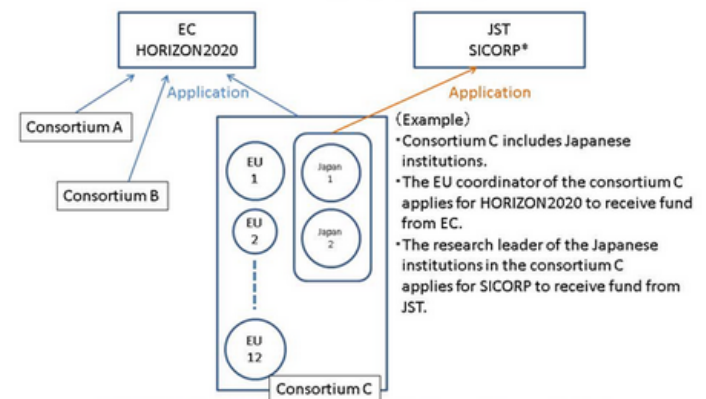 EC
HORIZON2020
JST
SICORP*
Application
Application
Consortium A
Consortium B
EU
1
EU
2
EU
12
Japan
1
Japan
2
Consortium C
（Example）
・Consortium C includes Japanese
institutions.
・The EU coordinator of the consortium C
applies for HORIZON2020 to receive fund
from EC.
・The research leader of the Japanese
institutions in the consortium C
applies for SICORP to receive fund from
JST.